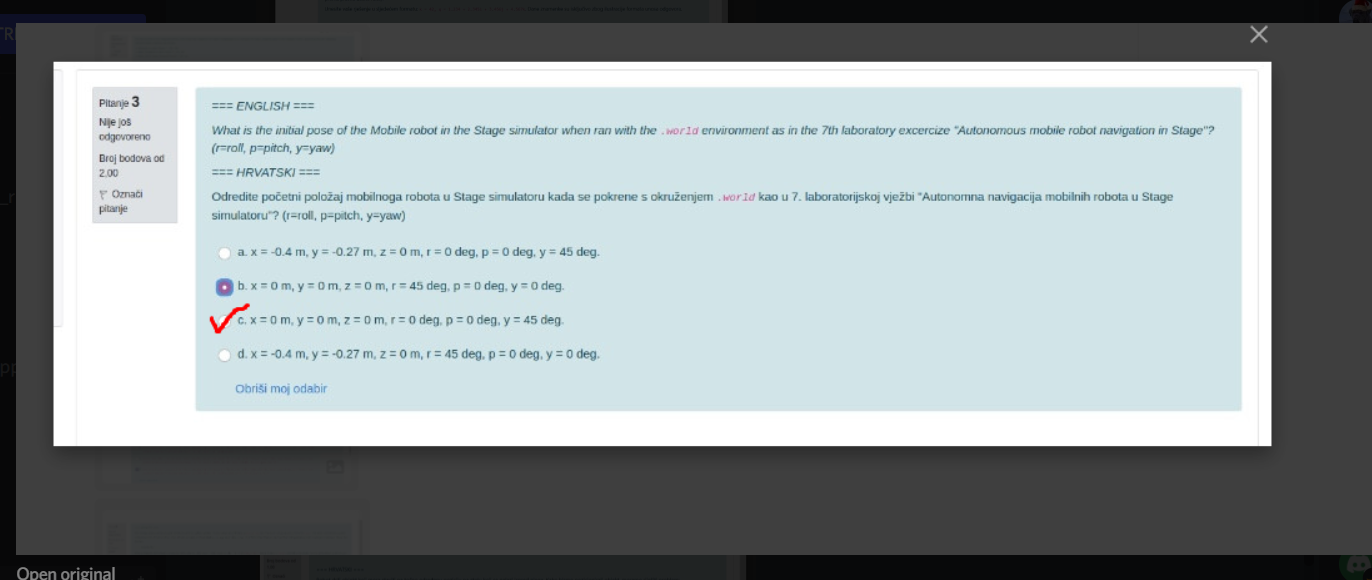 Pitanje 3
Nije još
odgovoreno
Broj bodova od
2,00
Označi
pitanje
=== ENGLISH ===
What is the initial pose of the Mobile robot in the Stage simulator when ran with the .world environment as in the 7th laboratory excercize "Autonomous mobile robot navigation in Stage"?
(r=roll, p=pitch, y=yaw)
=== HRVATSKI ===
Odredite početni položaj mobilnoga robota u Stage simulatoru kada se pokrene s okruženjem .world kao u 7. laboratorijskoj vježbi "Autonomna navigacija mobilnih robota u Stage
simulatoru"? (r=roll, p=pitch, y=yaw)
a. x = -0.4 m, y = -0.27 m, z = 0 m, r = 0 deg, p = 0 deg, y = 45 deg.
b. x = 0 m, y = 0 m, z = 0 m, r = 45 deg, p = 0 deg, y = 0 deg.
c. x = 0 m, y = 0 m, z = 0 m, r = 0 deg, p = 0 deg, y = 45 deg.
d. x = -0.4 m, y = -0.27 m, z = 0 m, r = 45 deg, p = 0 deg, y = 0 deg.
Obriši moj odabir
Open original